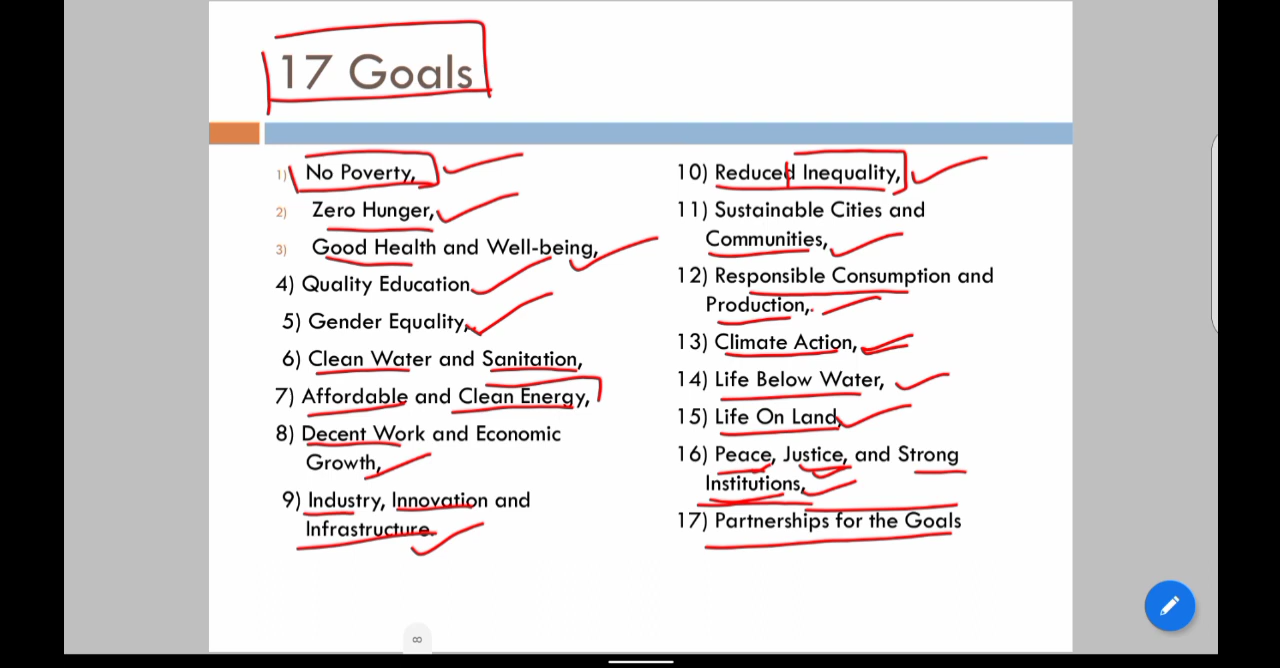 17 Goals
1) No Poverty,
2) Zero Hunger,
3) Good Health and Well-being,
4) Quality Education.
5) Gender Equality,
6) Clean Water and Sanitation,
7) Affordable and Clean Energy,
8) Decent Work and Economic
Growth,
9) Industry, Innovation and
Infrastructure.
10) Reduced Inequality,
11) Sustainable Cities and
Communities,
12) Responsible Consumption and
Production,.
13) Climate Action,
14) Life Below Water,
15) Life On Land,
16) Peace, Justice, and Strong
Institutions,
17) Partnerships for the Goals
8